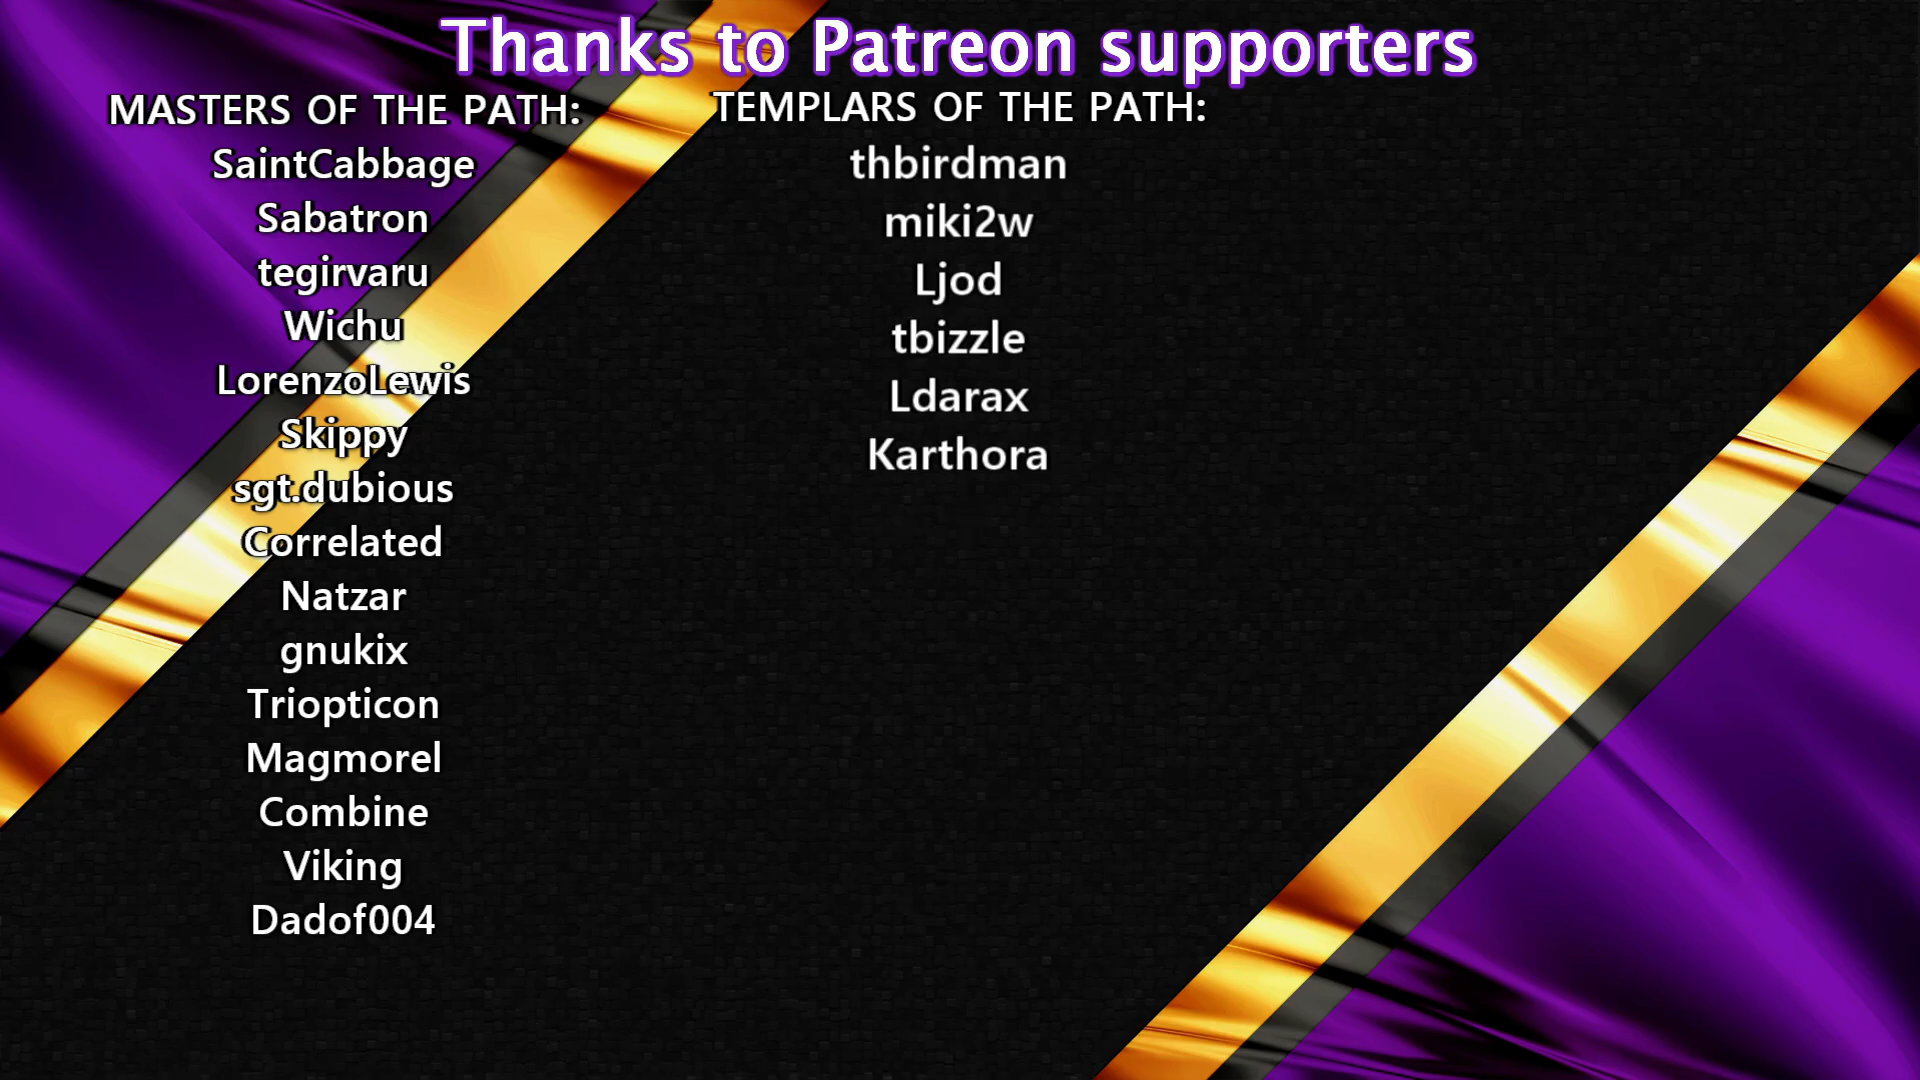 Thanks to Patreon supporters
MASTERS OF THE PATH:
SaintCabbage
Sabatron
tegirvaru
Wichu
LorenzoLewis
Skippy
sgt.dubious
Correlated
Natzar
gnukix
Triopticon
Magmorel
Combine
Viking
Dadof004
TEMPLARS OF THE PATH:
thbirdman
miki2w
Ljod
tbizzle
Ldarax
Karthora